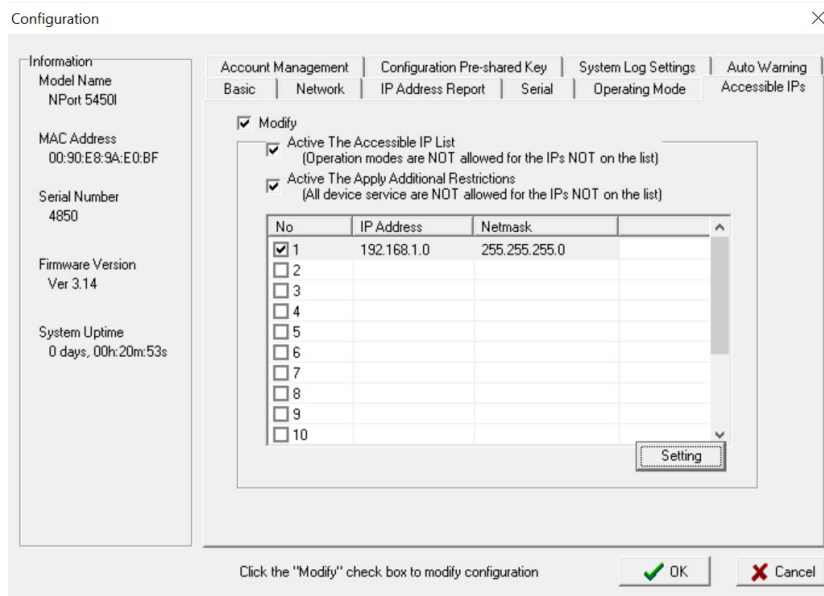 Configuration
Information
Model Name
NPort 5450I
MAC Address
00:90:E8:9A:E0:BF
Serial Number
4850
Firmware Version
Ver 3.14
System Uptime
0 days, 00h:20m:53s
Account Management Configuration Pre-shared Key System Log Settings Auto Warning
Basic Network IP Address Report Serial Operating Mode Accessible IPs
Modify
Active The Accessible IP List
(Operation modes are NOT allowed for the IPs NOT on the list)
Active The Apply Additional Restrictions
(All device service are NOT allowed for the IPs NOT on the list)
No IP Address Netmask
1 192.168.1.0 255.255.255.0
2
3
4
5
6
7
8
9
10
Setting
Click the "Modify" check box to modify configuration
OK Cancel